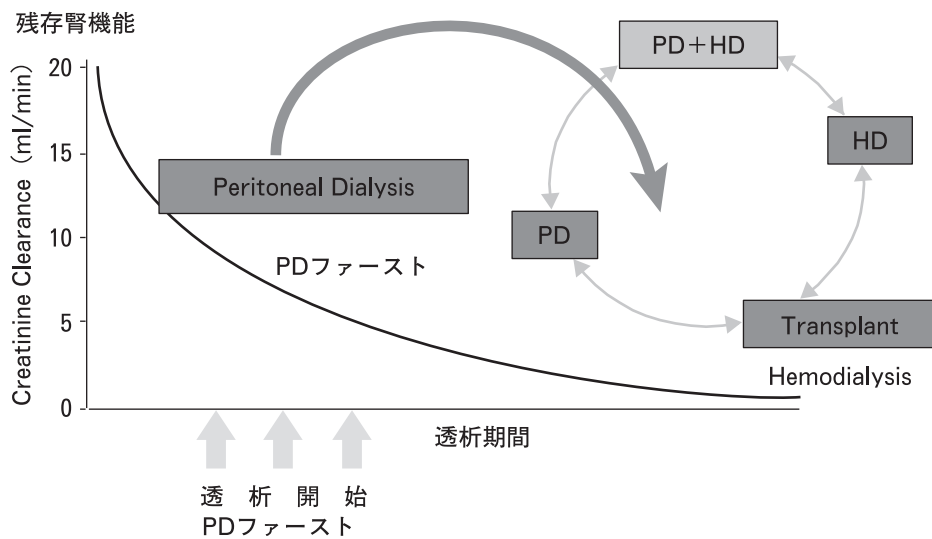 残存腎機能
PD+HD
20
15
10
5
0
Creatinine Clearance (ml/min)
HD
Peritoneal Dialysis
PD
PDファースト
Transplant
Hemodialysis
透析期間
透 析 開 始
PDファースト